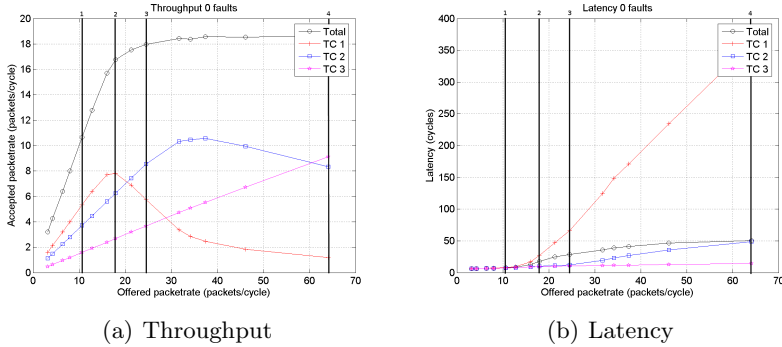 Throughput 0 faults
1 2 3 4
20
18
16
14
12
10
8
6
4
2
0
Accepted packetrate (packets/cycle)
0 10 20 30 40 50 60 70
Offered packetrate (packets/cycle)
Total
TC 1
TC 2
TC 3
(a) Throughput
Latency 0 faults
1 2 3 4
400
350
300
250
200
150
100
50
0
Latency (cycles)
0 10 20 30 40 50 60 70
Offered packetrate (packets/cycle)
Total
TC 1
TC 2
TC 3
(b) Latency